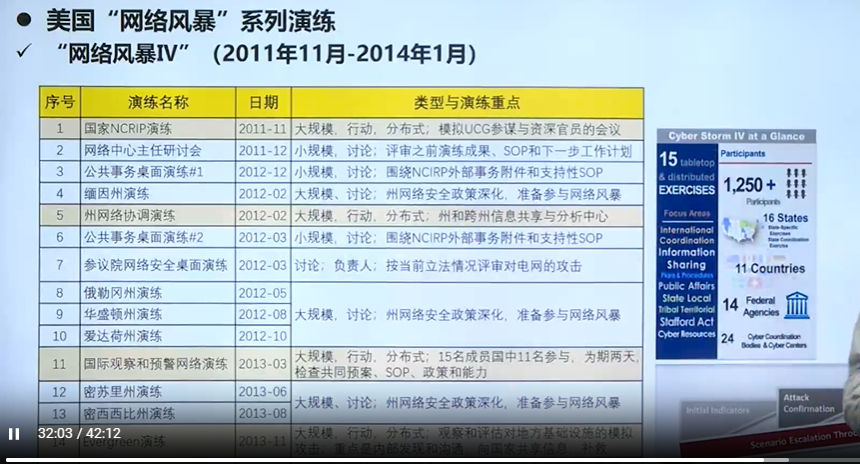 ● 美国“网络风暴”系列演练
✓ “网络风暴Ⅳ”（2011年11月-2014年1月）
序号 演练名称 日期 类型与演练重点
1 国家NCRIP演练 2011-11 大规模，行动，分布式；模拟UCG参谋与资深官员的会议
2 网络中心主任研讨会 2011-12 小规模，讨论；评审之前演练成果、SOP和下一步工作计划
3 公共事务桌面演练#1 2012-12 小规模、讨论；围绕NCIRP外部事务附件和支持性SOP
4 缅因州演练 2012-02 大规模、讨论；州网络安全政策深化，准备参与网络风暴
5 州网络协调演练 2012-02 大规模，行动，分布式；州和跨州信息共享与分析中心
6 公共事务桌面演练#2 2012-03 小规模、讨论；围绕NCIRP外部事务附件和支持性SOP
7 参议院网络安全桌面演练 2012-03 讨论；负责人；按当前立法情况评审对电网的攻击
8 俄勒冈州演练 2012-05
9 华盛顿州演练 2012-08 大规模、讨论；州网络安全政策深化，准备参与网络风暴
10 爱达荷州演练 2012-10
11 国际观察和预警网络演练 2013-03 大规模、行动，分布式；15名成员国中11名参与，为期两天，
检查共同预案、SOP、政策和能力
12 密苏里州演练 2013-06
大规模、讨论；州网络安全政策深化，准备参与网络风暴
13 密西西比州演练 2013-08
14 Evergreen演练 2013-11 大规模，行动，分布式；观察和评估对地方基础设施的模拟
Cyber Storm IV at a Glance
15 tabletop
& distributed
EXERCISES
Focus Areas
International
Coordination
Information
Sharing
Plans & Procedures
Public Affairs
State Local
Tribal Territorial
Stafford Act
Cyber Resources
Participants
1,250 +
Participants
16 States
State-Specific
Exercises
State Coordination
Exercise
11 Countries
14 Federal
Agencies
24 Cyber Coordination
Bodies & Cyber Centers
Initial Indicators
Attack
Confirmation
Scenario Escalation Throu
32:03 / 42:12